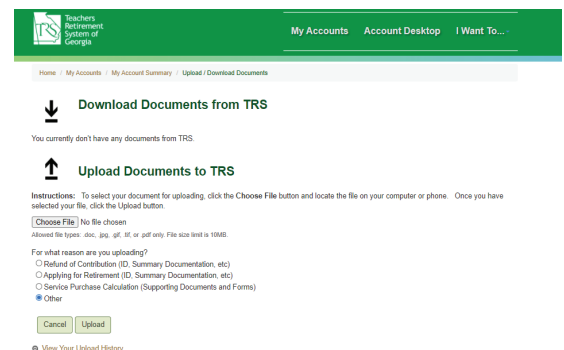 Teachers
Retirement
System of
Georgia
TRS
My Accounts Account Desktop I Want To...
Home / My Accounts / My Account Summary / Upload / Download Documents
Download Documents from TRS
You currently don't have any documents from TRS.
Upload Documents to TRS
Instructions: To select your document for uploading, click the Choose File button and locate the file on your computer or phone. Once you have
selected your file, click the Upload button.
Choose File No file chosen
Allowed file types: .doc, .jpg, .gif, .tif, or .pdf only. File size limit is 10MB.
For what reason are you uploading?
Refund of Contribution (ID, Summary Documentation, etc)
Applying for Retirement (ID, Summary Documentation, etc)
Service Purchase Calculation (Supporting Documents and Forms)
Other
Cancel Upload
View Your Upload History